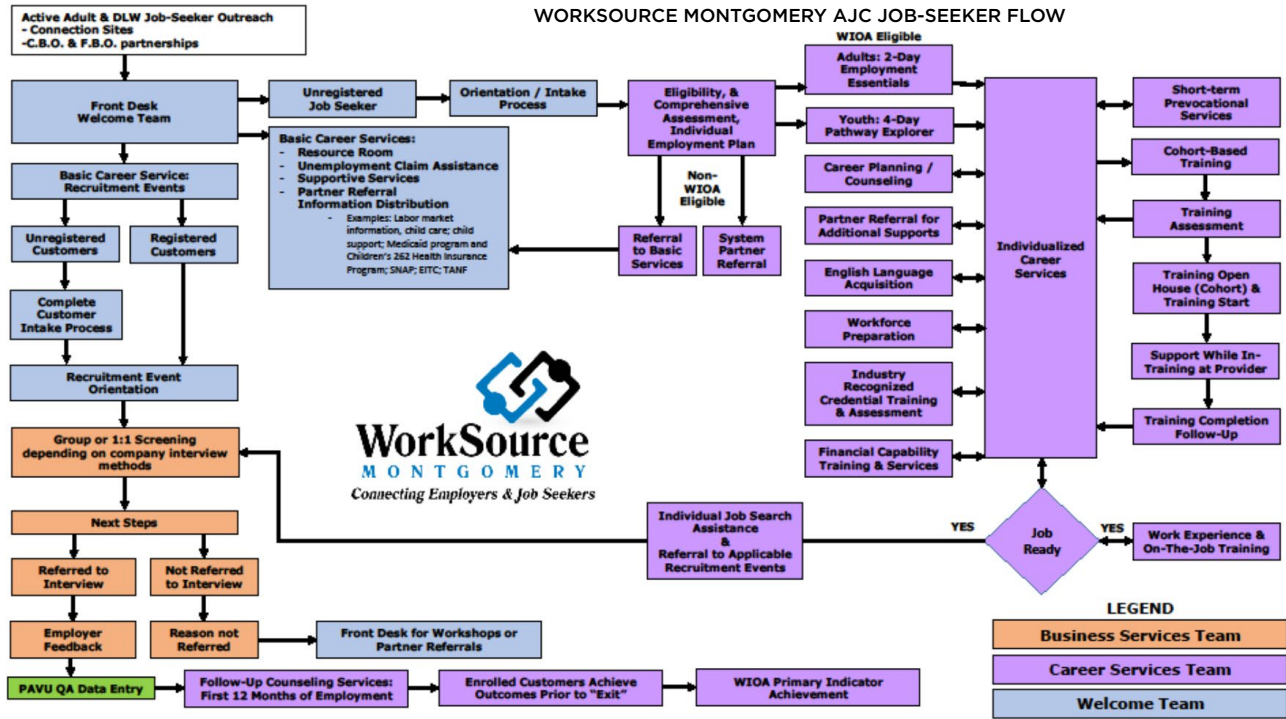 WORKSOURCE MONTGOMERY AJC JOB-SEEKER FLOW
Active Adult & DLW Job-Seeker Outreach
- Connection Sites
-C.B.O. & F.B.O. partnerships
Front Desk
Welcome Team
Unregistered
Job Seeker
Orientation / Intake
Process
Eligibility, &
Comprehensive
Assessment,
Individual
Employment Plan
WIOA Eligible
Adults: 2-Day
Employment
Essentials
Youth: 4-Day
Pathway Explorer
Career Planning /
Counseling
Partner Referral for
Additional Supports
English Language
Acquisition
Workforce
Preparation
Industry
Recognized
Credential Training
& Assessment
Financial Capability
Training & Services
Individualized
Career
Services
Short-term
Prevocational
Services
Cohort-Based
Training
Training
Assessment
Training Open
House (Cohort) &
Training Start
Support While In-
Training at Provider
Training Completion
Follow-Up
Basic Career Services:
- Resource Room
- Unemployment Claim Assistance
- Supportive Services
- Partner Referral
Information Distribution
- Examples: Labor market
information, child care; child
support; Medicaid program and
Children's 262 Health Insurance
Program; SNAP; EITC; TANF
Non-
WIOA
Eligible
Referral
to Basic
Services
System
Partner
Referral
Basic Career Service:
Recruitment Events
Unregistered
Customers
Registered
Customers
Complete
Customer
Intake Process
Recruitment Event
Orientation
Group or 1:1 Screening
depending on company interview
methods
WorkSource
MONTGOMERY
Connecting Employers & Job Seekers
Individual Job Search
Assistance
&
Referral to Applicable
Recruitment Events
YES
Job
Ready
YES
Work Experience &
On-The-Job Training
Next Steps
Referred to
Interview
Not Referred
to Interview
Employer
Feedback
Reason not
Referred
Front Desk for Workshops or
Partner Referrals
PAVU QA Data Entry
Follow-Up Counseling Services:
First 12 Months of Employment
Enrolled Customers Achieve
Outcomes Prior to "Exit"
WIOA Primary Indicator
Achievement
LEGEND
Business Services Team
Career Services Team
Welcome Team